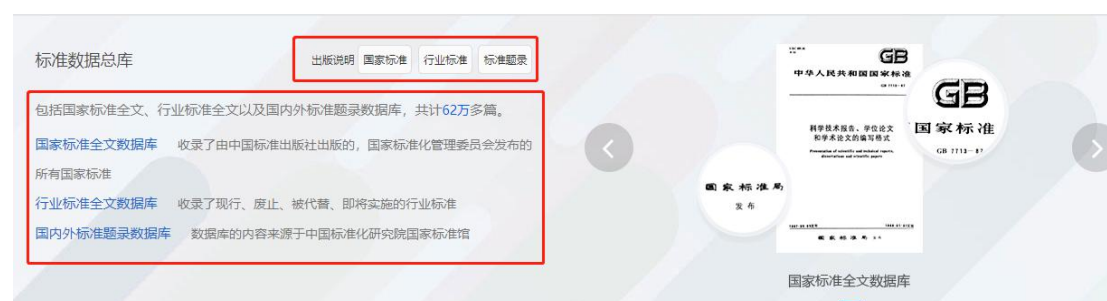 标准数据总库
出版说明 国家标准 行业标准 标准题录
包括国家标准全文、行业标准全文以及国内外标准题录数据库，共计62万多篇。
国家标准全文数据库 收录了由中国标准出版社出版的，国家标准化管理委员会发布的
所有国家标准
行业标准全文数据库 收录了现行、废止、被代替、即将实施的行业标准
国内外标准题录数据库 数据库的内容来源于中国标准化研究院国家标准馆
GB
中华人民共和国国家标准
GB 7713-87
科学技术报告、学位论文
和学术论文的编写格式
GB
国家标准
GB 7713-87
国家标准局
发布
国家标准局 发布
国家标准全文数据库